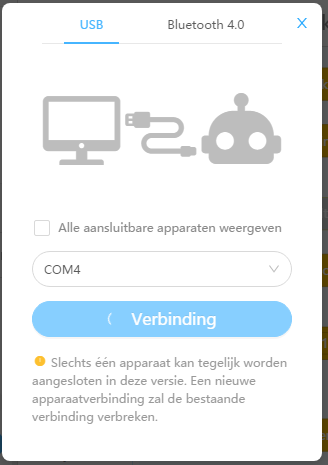 USB Bluetooth 4.0
Alle aansluitbare apparaten weergeven
COM4
Verbinding
Slechts één apparaat kan tegelijk worden
aangesloten in deze versie. Een nieuwe
apparaatverbinding zal de bestaande
verbinding verbreken.